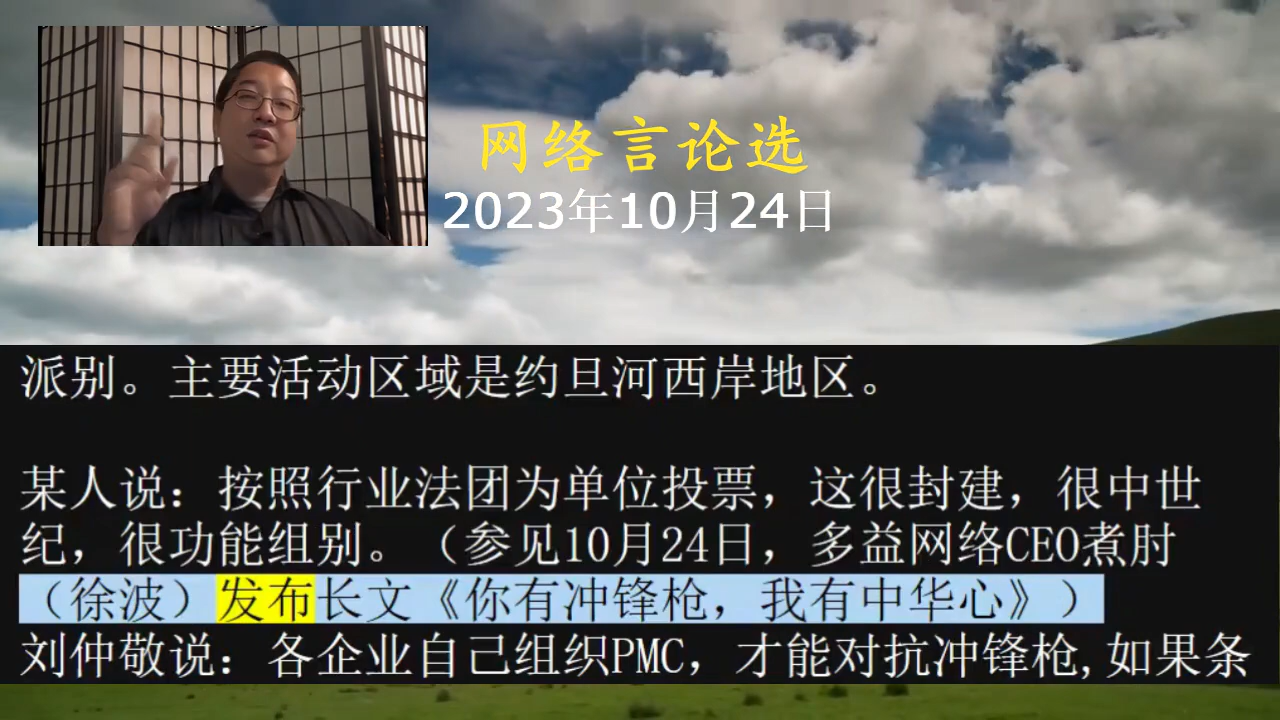 网络言论选
2023年10月24日
派别。主要活动区域是约旦河西岸地区。
某人说：按照行业法团为单位投票，这很封建，很中世
纪，很功能组别。（参见10月24日，多益网络CEO煮肘
（徐波）发布长文《你有冲锋枪，我有中华心》）
刘仲敬说：各企业自己组织PMC，才能对抗冲锋枪,如果条